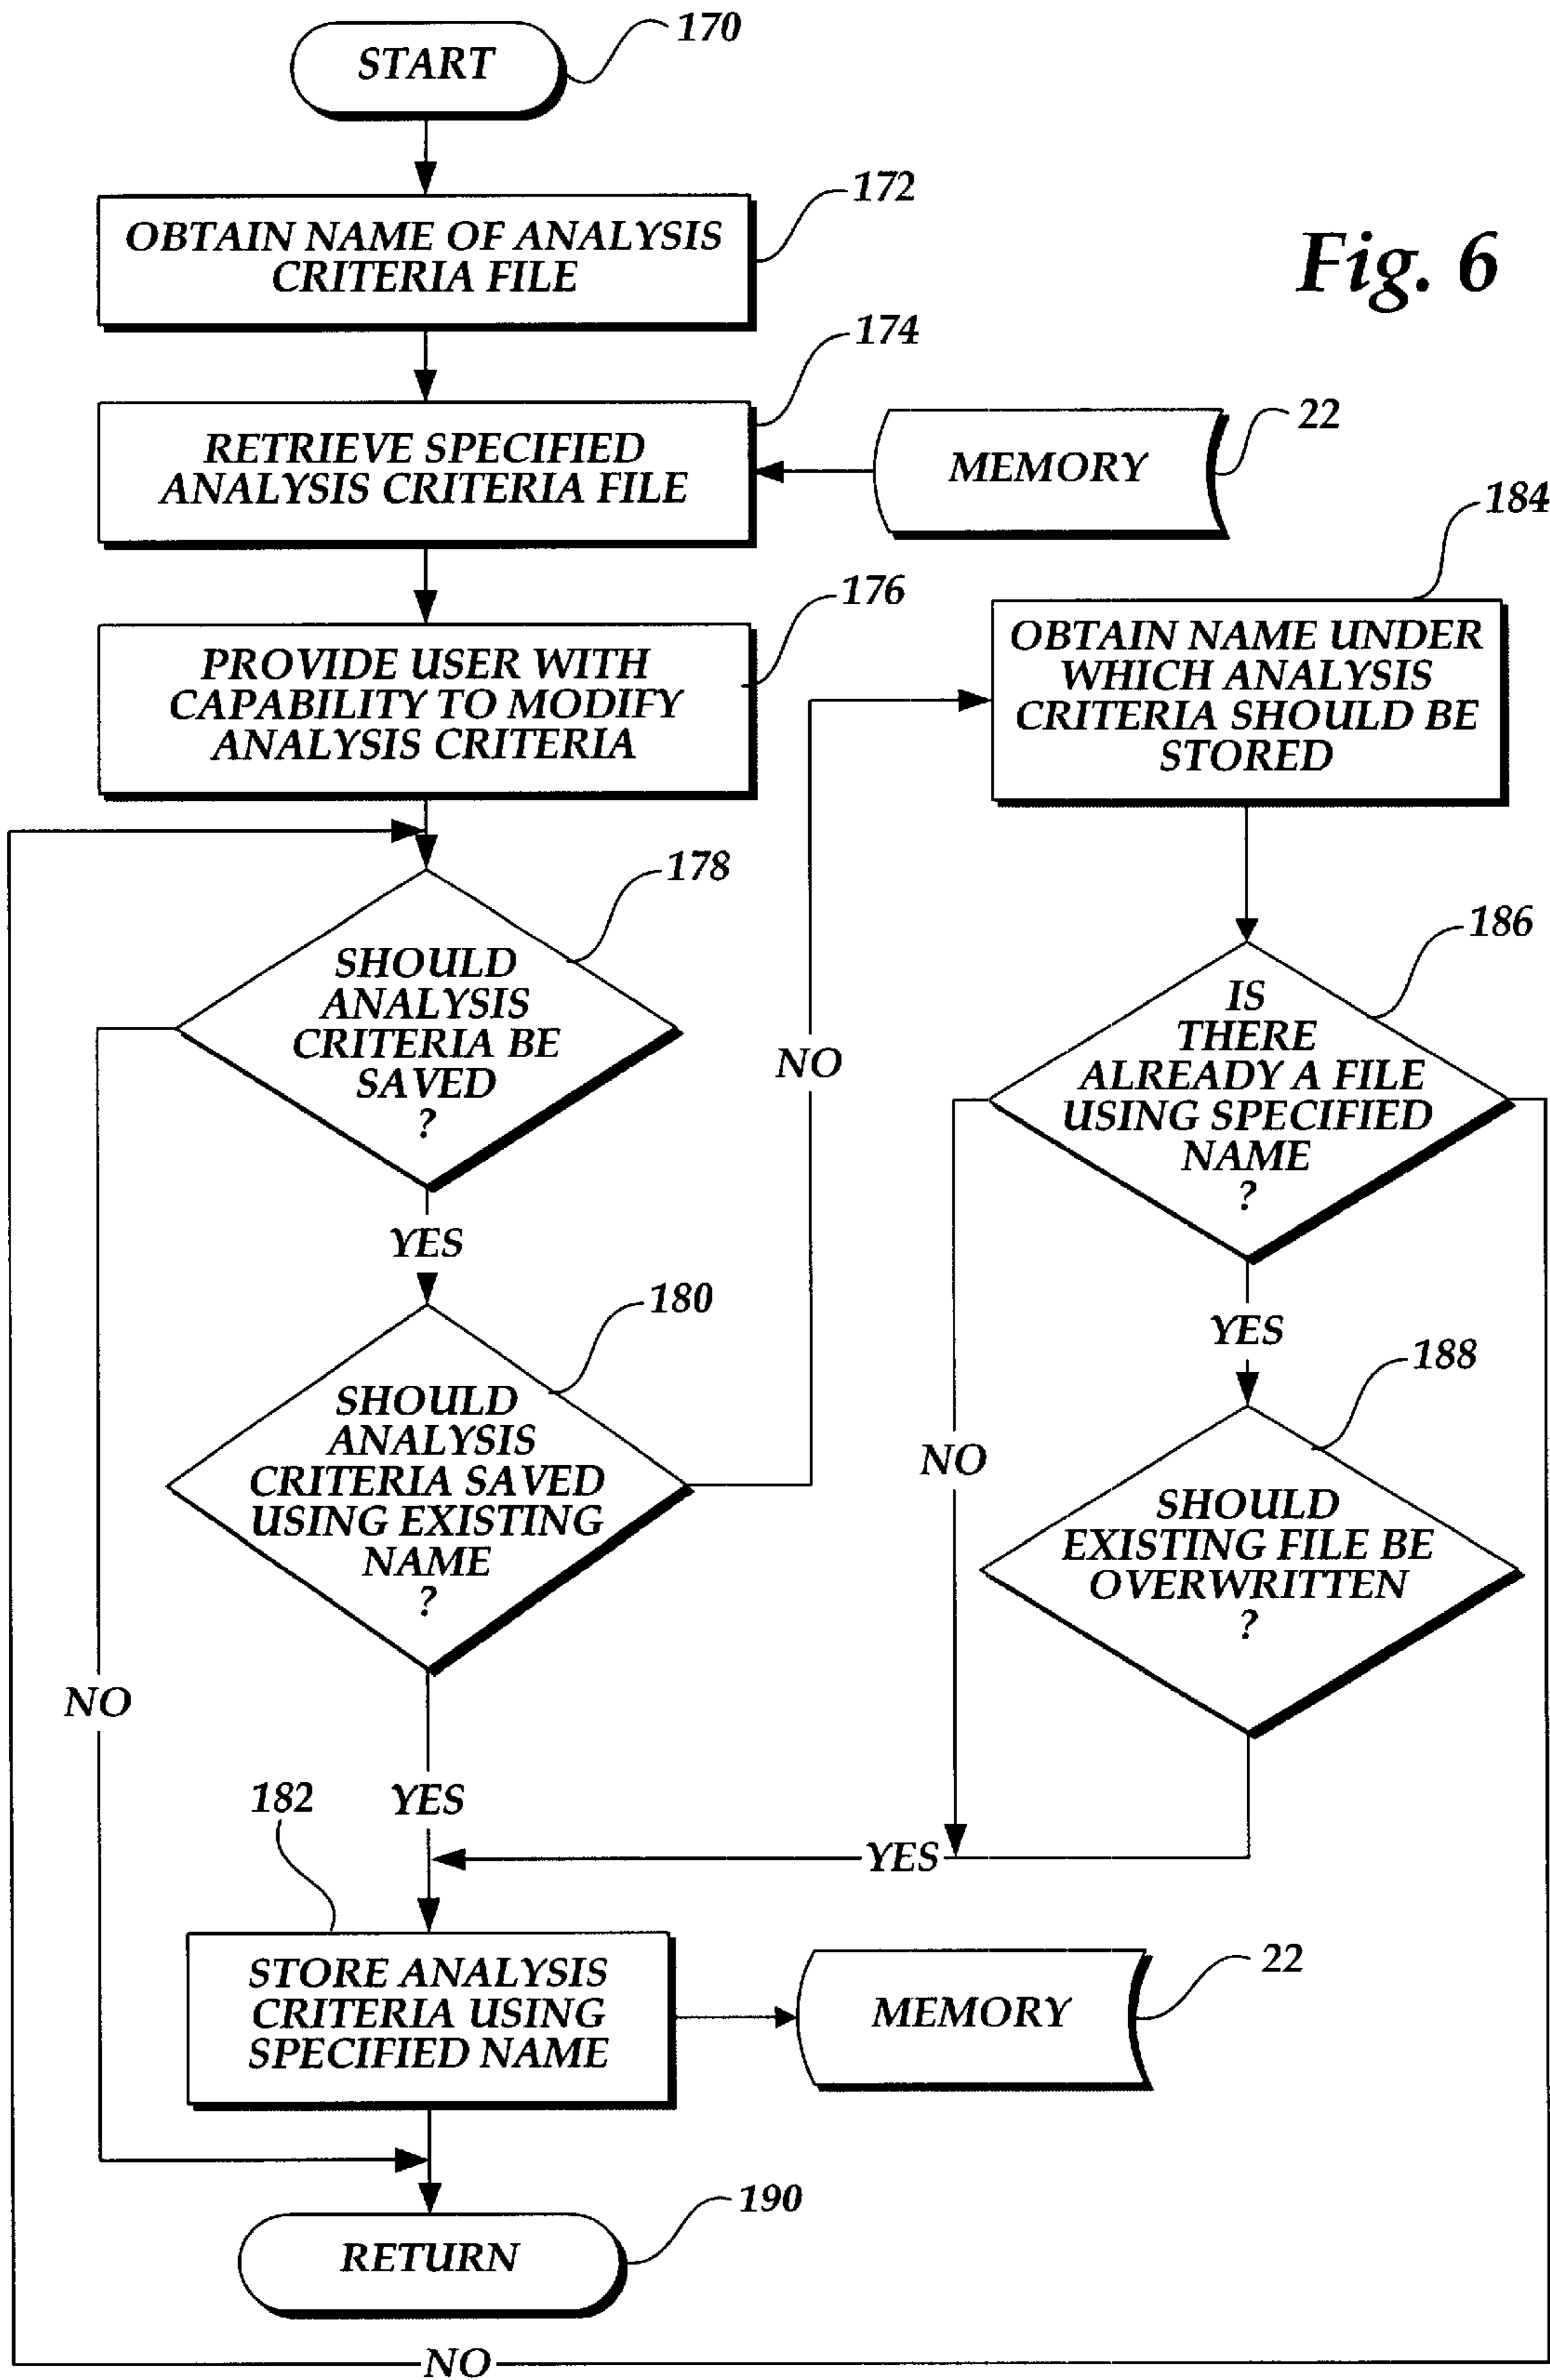 START
170
OBTAIN NAME OF ANALYSIS
CRITERIA FILE
172
Fig. 6
RETRIEVE SPECIFIED
ANALYSIS CRITERIA FILE
174
MEMORY
22
PROVIDE USER WITH
CAPABILITY TO MODIFY
ANALYSIS CRITERIA
176
OBTAIN NAME UNDER
WHICH ANALYSIS
CRITERIA SHOULD BE
STORED
184
SHOULD
ANALYSIS
CRITERIA BE
SAVED
?
178
NO
IS
THERE
ALREADY A FILE
USING SPECIFIED
NAME
?
186
YES
YES
SHOULD
ANALYSIS
CRITERIA SAVED
USING EXISTING
NAME
?
180
NO
SHOULD
EXISTING FILE BE
OVERWRITTEN
?
188
NO
YES
YES
182
STORE ANALYSIS
CRITERIA USING
SPECIFIED NAME
MEMORY
22
RETURN
190
NO